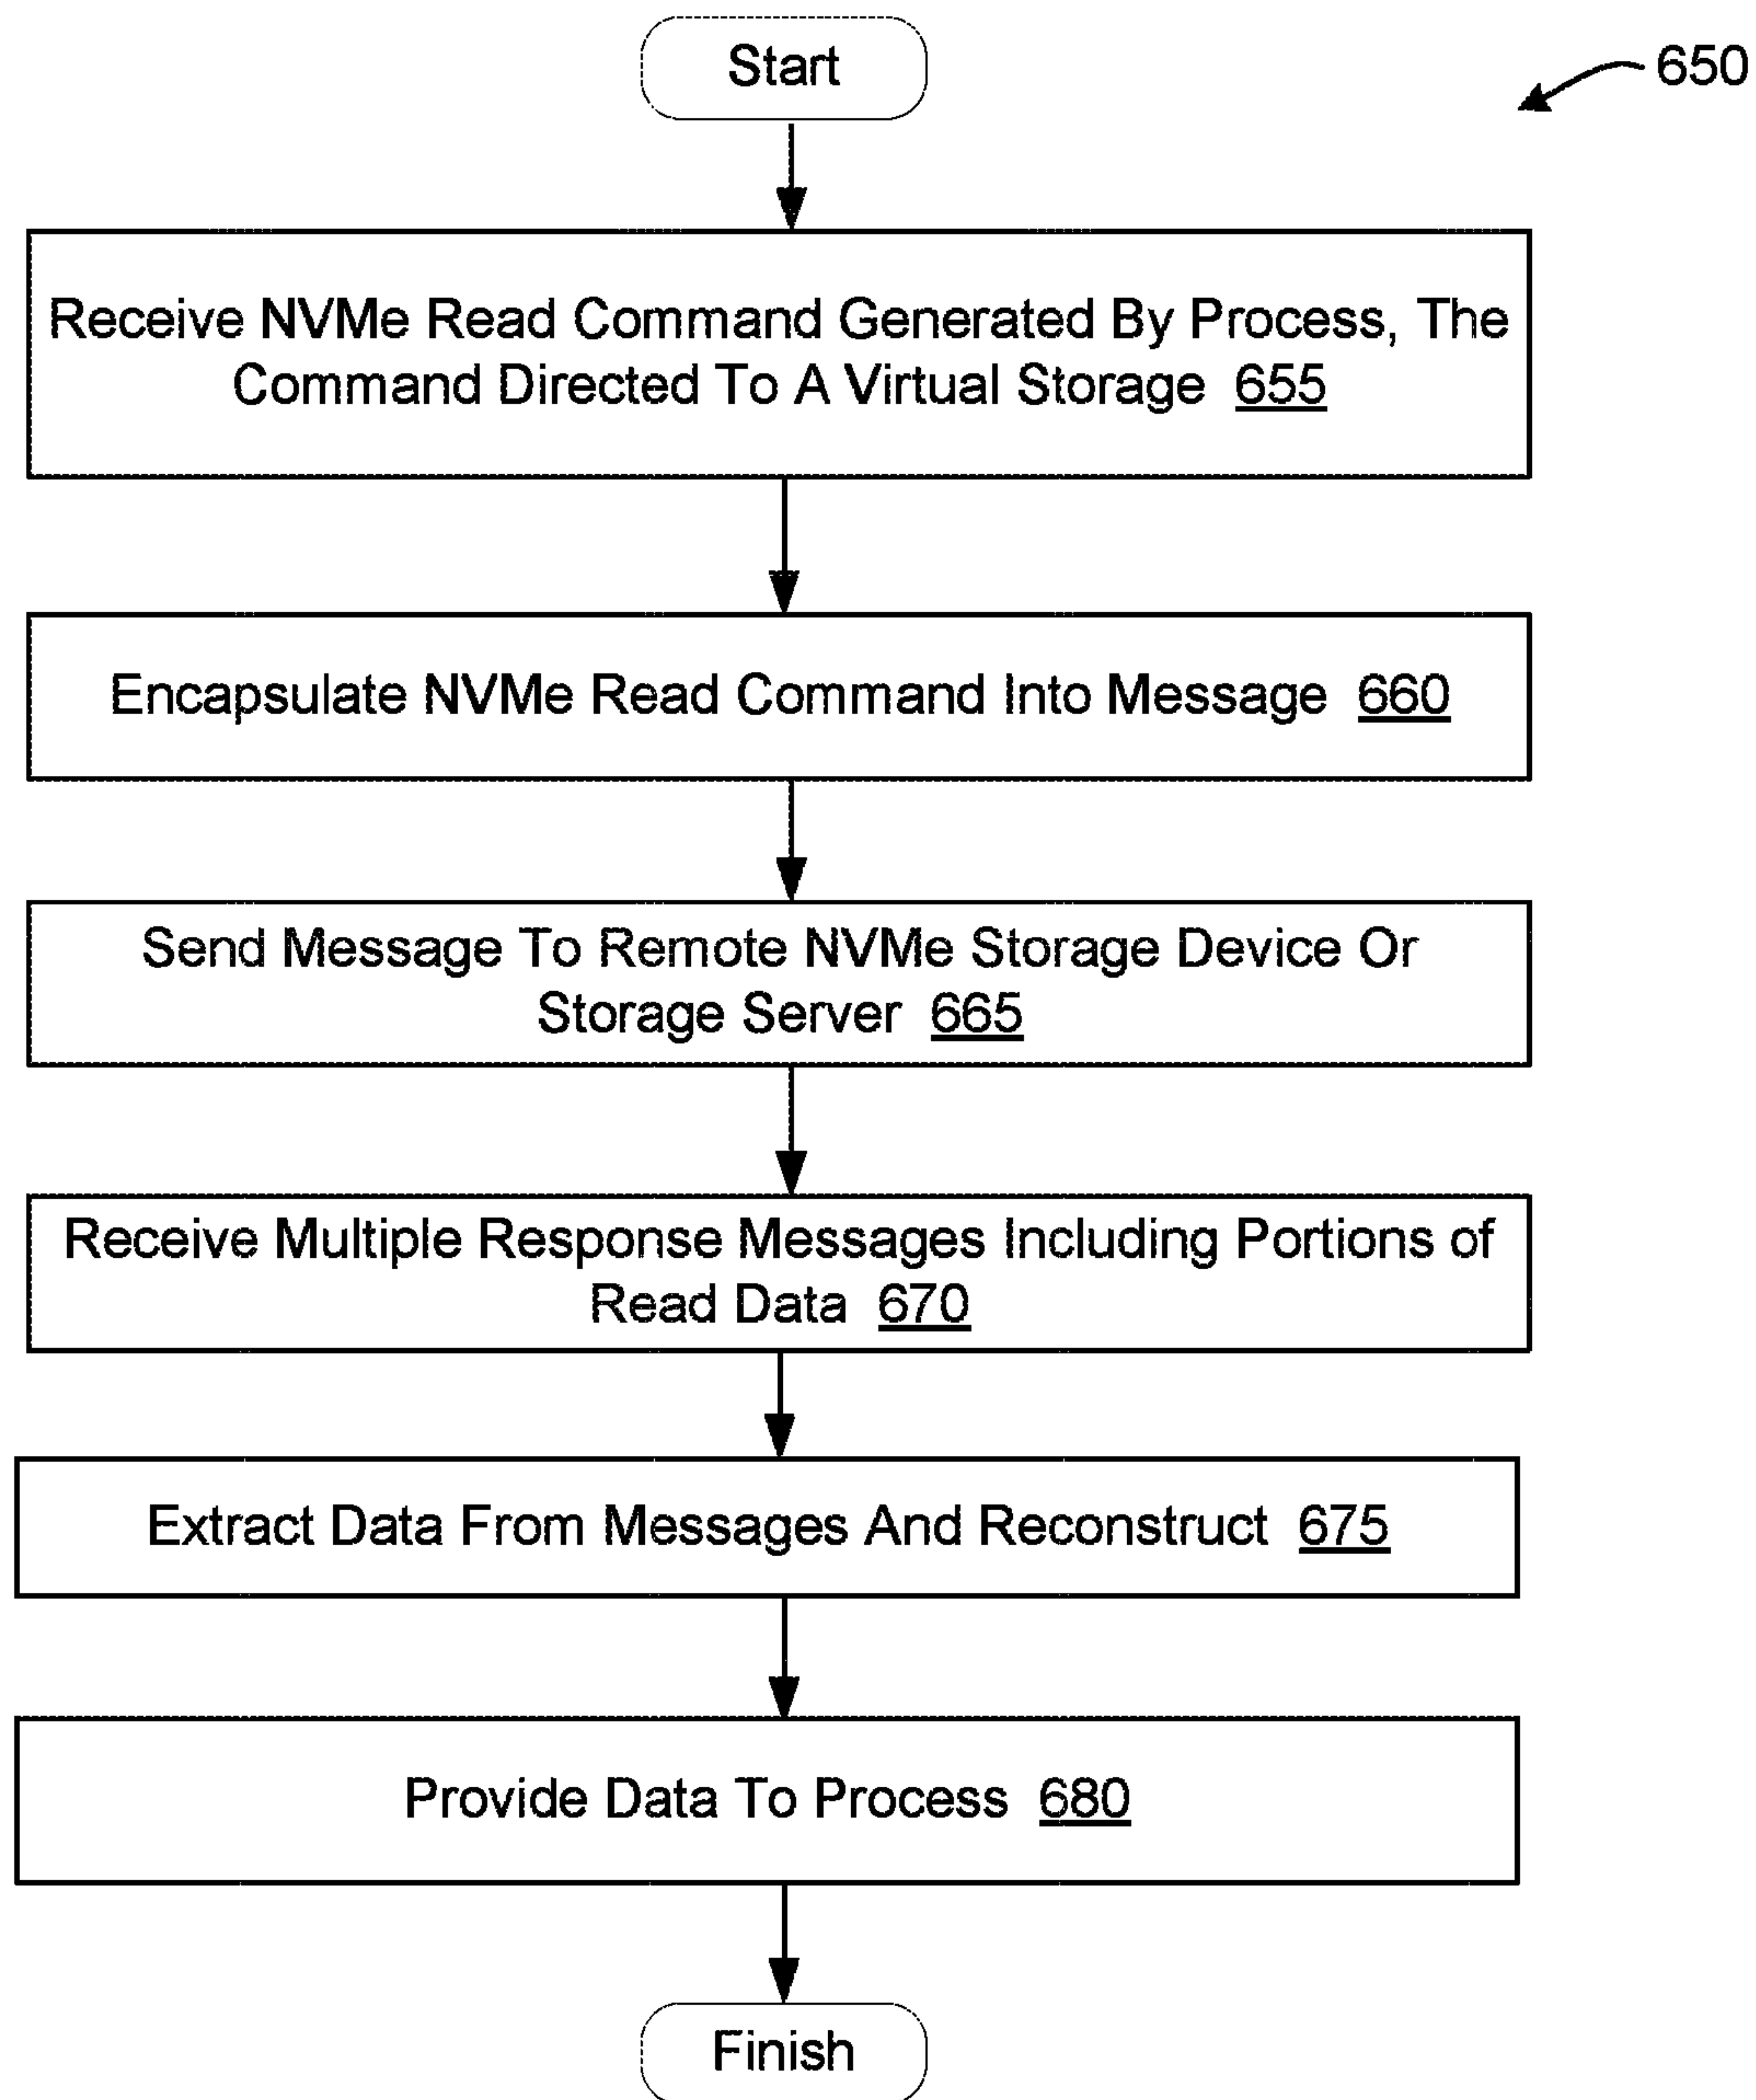 Start
650
Receive NVMe Read Command Generated By Process, The
Command Directed To A Virtual Storage 655
Encapsulate NVMe Read Command Into Message 660
Send Message To Remote NVMe Storage Device Or
Storage Server 665
Receive Multiple Response Messages Including Portions of
Read Data 670
Extract Data From Messages And Reconstruct 675
Provide Data To Process 680
Finish